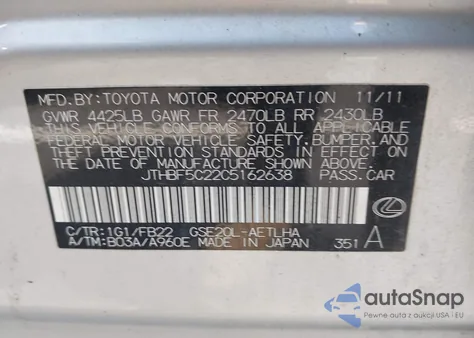 MFD.BY:TOYOTA MOTOR CORPORATION 11/11
GVWR 4425LB GAWR FR 2470LB RR 2430LB
THIS VEHICLE CONFORMS TO ALL APPLICABLE
FEDERAL MOTOR VEHICLE SAFETY,BUMPER,AND
THEFT PREVENTION STANDARDS IN EFFECT ON
THE DATE OF MANUFACTURE SHOWN ABOVE.
JTHBF5C22C5162638 PASS.CAR
C/TR:1G1/FB22 GSE20L-AETLHA
A/TM:B03A/A960E MADE IN JAPAN 351 A
autoSnap
Pewne auta z aukcji USA i EU